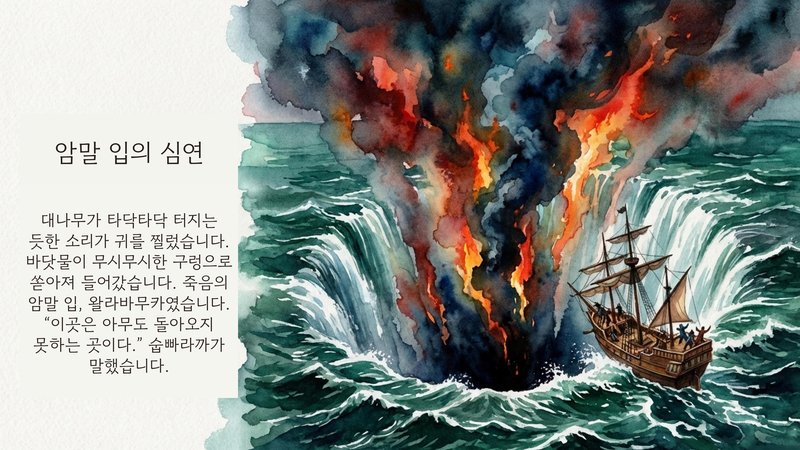 암말 입의 심연
대나무가 타닥타닥 터지는
듯한 소리가 귀를 찔렀습니다.
바닷물이 무시무시한 구렁으로
쏟아져 들어갔습니다. 죽음의
암말 입, 왈라바무카였습니다.
“이곳은 아무도 돌아오지
못하는 곳이다.” 숩빠라까가
말했습니다.